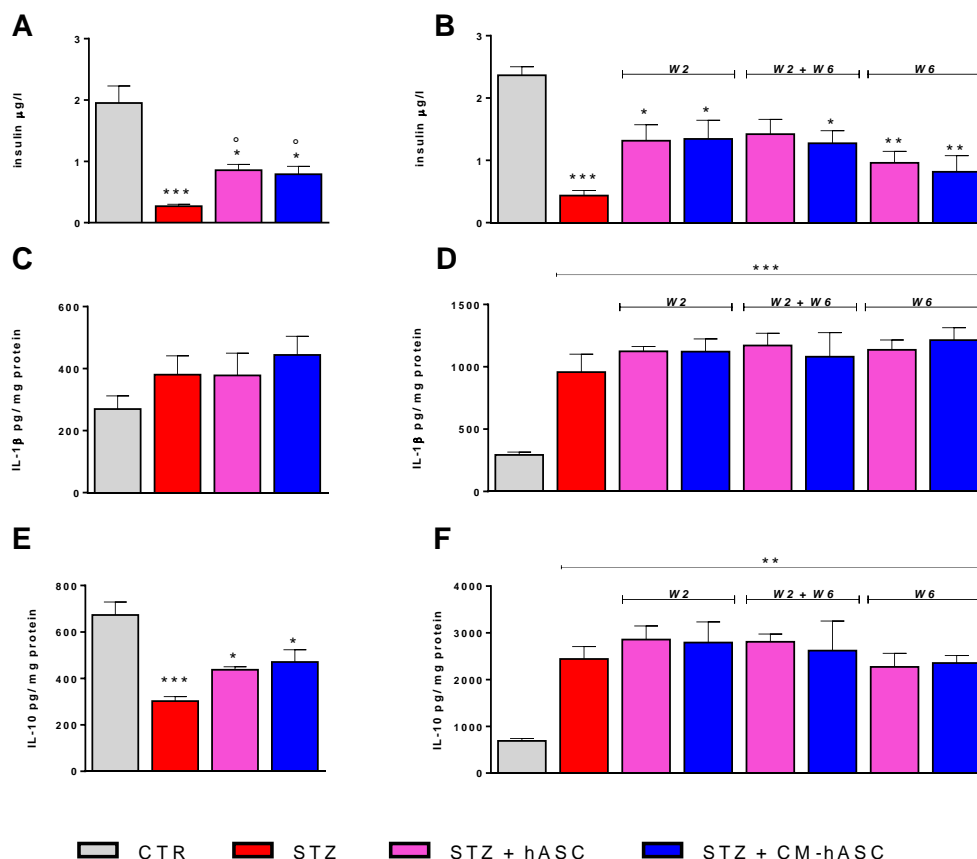 A
insulin µg/l
3
2
1
0
***
°
*
°
*
B
insulin µg/l
3
2
1
0
W2
W2 + W6
W6
***
*
*
*
**
**
C
IL-1β pg/mg protein
600
400
200
0
D
IL-1β pg/mg protein
1500
1000
500
0
***
W2
W2 + W6
W6
E
IL-10 pg/mg protein
800
600
400
200
0
***
*
*
F
IL-10 pg/mg protein
4000
3000
2000
1000
0
**
W2
W2 + W6
W6
CTR STZ STZ + hASC STZ + CM-hASC